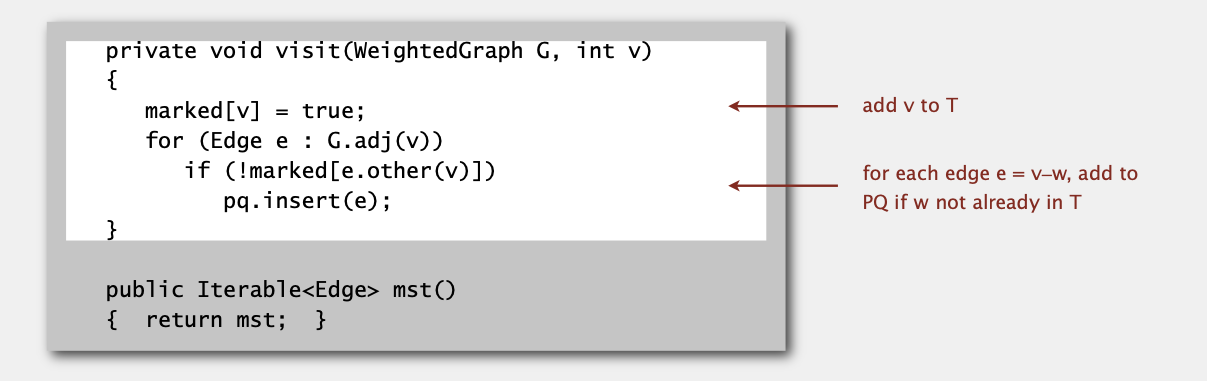 private void visit(WeightedGraph G, int v)
{
marked[v] = true;
for (Edge e : G.adj(v))
if (!marked[e.other(v)])
pq.insert(e);
}
public Iterable<Edge> mst()
{ return mst; }
add v to T
for each edge e = v–w, add to
PQ if w not already in T